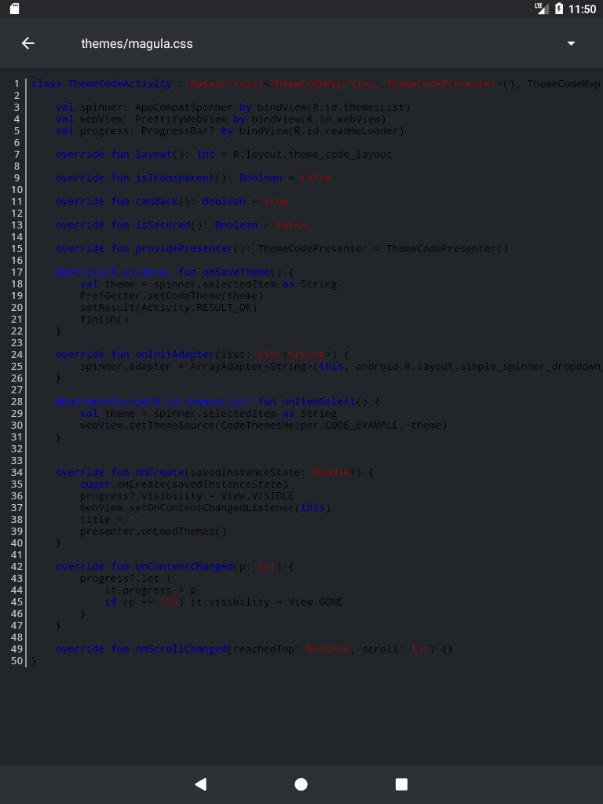 LTE 11:50
themes/magula.css
1 class ThemeCodeActivity : BaseActivity<ThemeCodeMvp.View, ThemeCodePresenter>(), ThemeCodeMvp
2
3 val spinner: AppCompatSpinner by bindView(R.id.themesList)
4 val webView: PrettifyWebView by bindView(R.id.webView)
5 val progress: ProgressBar? by bindView(R.id.readmeLoader)
6
7 override fun layout(): Int = R.layout.theme_code_layout
8
9 override fun isTransparent(): Boolean = false
10
11 override fun canBack(): Boolean = true
12
13 override fun isSecured(): Boolean = false
14
15 override fun providePresenter(): ThemeCodePresenter = ThemeCodePresenter()
16
17 @OnClick(R.id.done) fun onSaveTheme() {
18 val theme = spinner.selectedItem as String
19 PrefGetter.setCodeTheme(theme)
20 setResult(Activity.RESULT_OK)
21 finish()
22 }
23
24 override fun onInitAdapter(list: List<String>) {
25 spinner.adapter = ArrayAdapter<String>(this, android.R.layout.simple_spinner_dropdown_
26 }
27
28 @OnItemSelected(R.id.themesList) fun onItemSelect() {
29 val theme = spinner.selectedItem as String
30 webView.setThemeSource(CodeThemesHelper.CODE_EXAMPLE, theme)
31 }
32
33
34 override fun onCreate(savedInstanceState: Bundle?) {
35 super.onCreate(savedInstanceState)
36 progress?.visibility = View.VISIBLE
37 webView.setOnContentChangedListener(this)
38 title = ""
39 presenter.onLoadThemes()
40 }
41
42 override fun onContentChanged(p: Int) {
43 progress?.let {
44 it.progress = p
45 if (p == 100) it.visibility = View.GONE
46 }
47 }
48
49 override fun onScrollChanged(reachedTop: Boolean, scroll: Int) {}
50 }